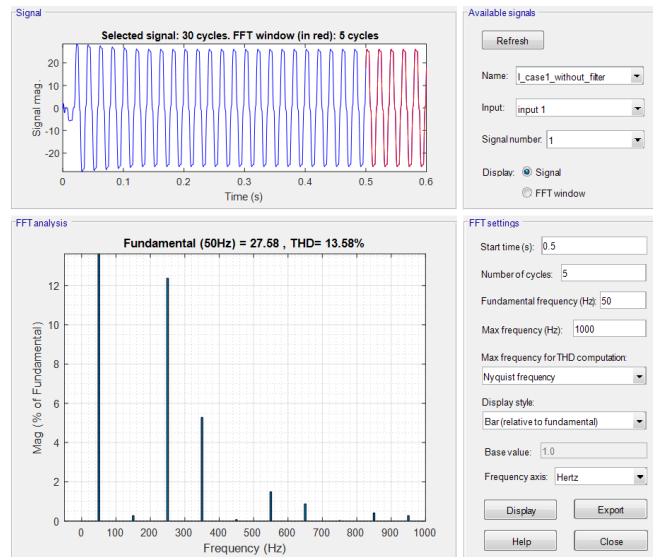 Signal
Selected signal: 30 cycles. FFT window (in red): 5 cycles
Signal mag.
20
10
0
-10
-20
0 0.1 0.2 0.3 0.4 0.5 0.6
Time (s)
Available signals
Refresh
Name: I_case1_without_filter
Input: input 1
Signal number: 1
Display: Signal
FFT window
FFT analysis
Fundamental (50Hz) = 27.58 , THD= 13.58%
Mag (% of Fundamental)
12
10
8
6
4
2
0
0 100 200 300 400 500 600 700 800 900 1000
Frequency (Hz)
FFT settings
Start time (s): 0.5
Number of cycles: 5
Fundamental frequency (Hz): 50
Max frequency (Hz): 1000
Max frequency for THD computation:
Nyquist frequency
Display style:
Bar (relative to fundamental)
Base value: 1.0
Frequency axis: Hertz
Display Export
Help Close